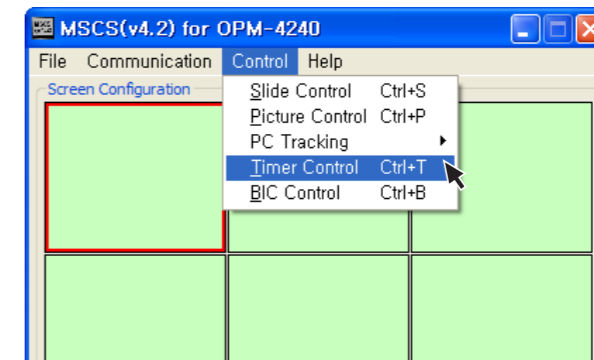 MSCS(v4.2) for OPM-4240
File Communication Control Help
Screen Configuration
Slide Control Ctrl+S
Picture Control Ctrl+P
PC Tracking
Timer Control Ctrl+T
BIC Control Ctrl+B